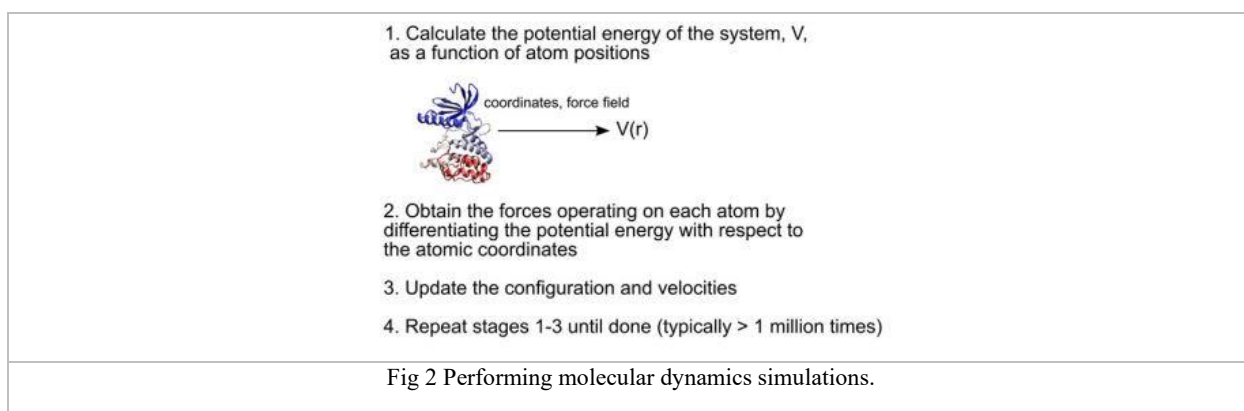 1. Calculate the potential energy of the system, V,
as a function of atom positions
coordinates, force field
V(r)
2. Obtain the forces operating on each atom by
differentiating the potential energy with respect to
the atomic coordinates
3. Update the configuration and velocities
4. Repeat stages 1-3 until done (typically > 1 million times)
Fig 2 Performing molecular dynamics simulations.